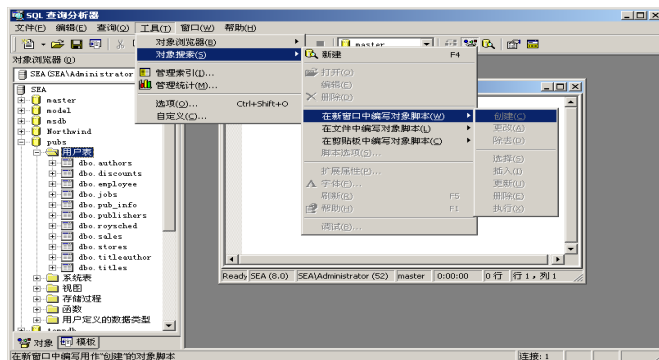 SQL 查询分析器
文件(F) 编辑(E) 查询(Q) 工具(T) 窗口(W) 帮助(H)
master
对象浏览器(B)
对象搜索(S)
管理索引(I)...
管理统计(M)...
选项(O)... Ctrl+Shift+O
自定义(C)...
新建 F4
打开(O)
编辑(E)
删除(D)
在新窗口中编写对象脚本(W)
在文件中编写对象脚本(L)
在剪贴板中编写对象脚本(C)
脚本选项(S)...
扩展属性(P)...
字体(F)...
刷新(R) F5
帮助(H) F1
调试(B)...
创建(C)
更改(A)
除去(D)
选择(S)
插入(I)
更新(U)
删除(E)
执行(X)
对象浏览器(Q)
SEA(SEA\Administrator
SEA
master
model
msdb
Northwind
pubs
用户表
dbo.authors
dbo.discounts
dbo.employee
dbo.jobs
dbo.pub_info
dbo.publishers
dbo.roysched
dbo.sales
dbo.stores
dbo.titleauthor
dbo.titles
系统表
视图
存储过程
函数
用户定义的数据类型
tempdb
对象 模板
Ready SEA (8.0) SEA\Administrator (52) master 0:00:00 0 行 行 1，列 1
在新窗口中编写用作"创建"的对象脚本
连接: 1